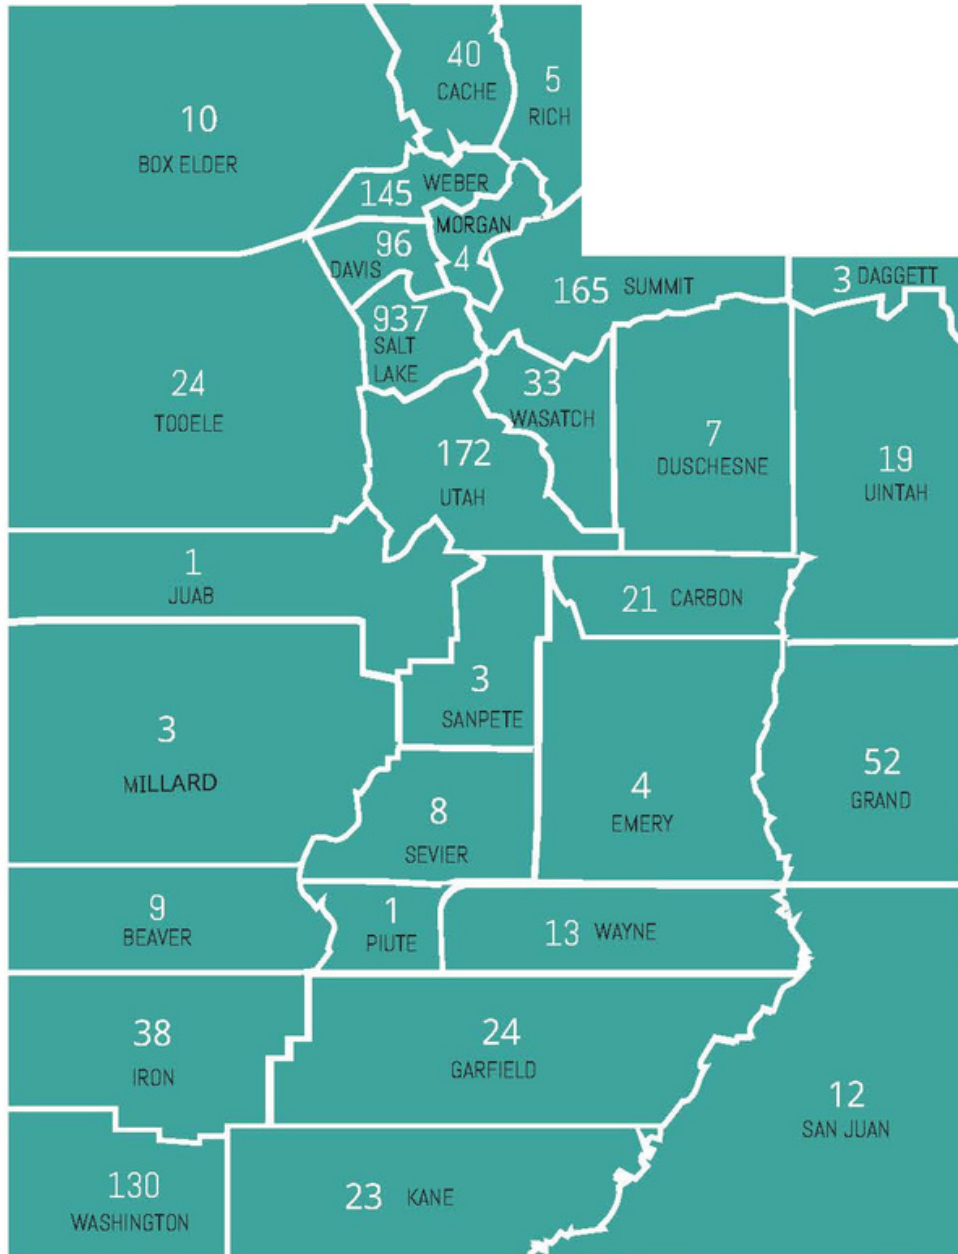 40
CACHE
5
RICH
10
BOX ELDER
145 WEBER
MORGAN
4
96
DAVIS
165 SUMMIT
3 DAGGETT
937
SALT
LAKE
24
TOOELE
33
WASATCH
172
UTAH
7
DUSCHESNE
19
UINTAH
1
JUAB
21 CARBON
3
SANPETE
3
MILLARD
4
EMERY
52
GRAND
8
SEVIER
9
BEAVER
1
PIUTE
13 WAYNE
38
IRON
24
GARFIELD
12
SAN JUAN
130
WASHINGTON
23 KANE